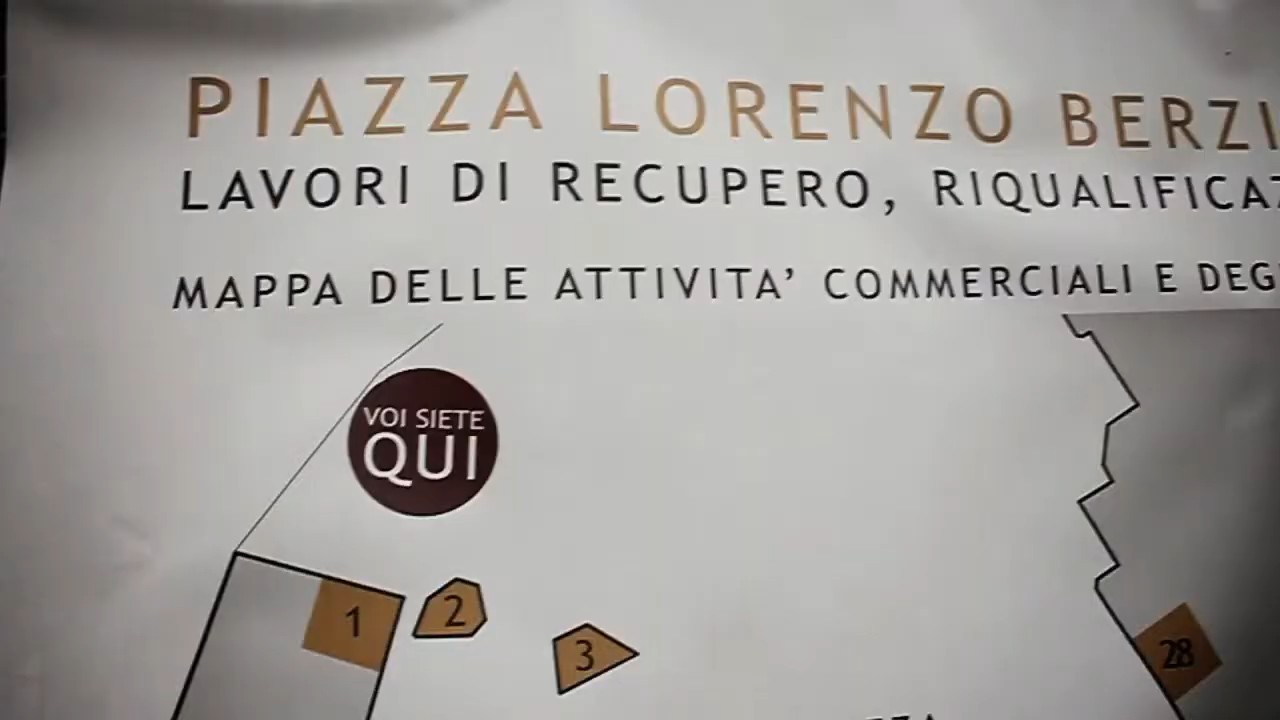 PIAZZA LORENZO BERZI
LAVORI DI RECUPERO, RIQUALIFICAZ
MAPPA DELLE ATTIVITA' COMMERCIALI E DEG
VOI SIETE
QUI
1
2
3
28